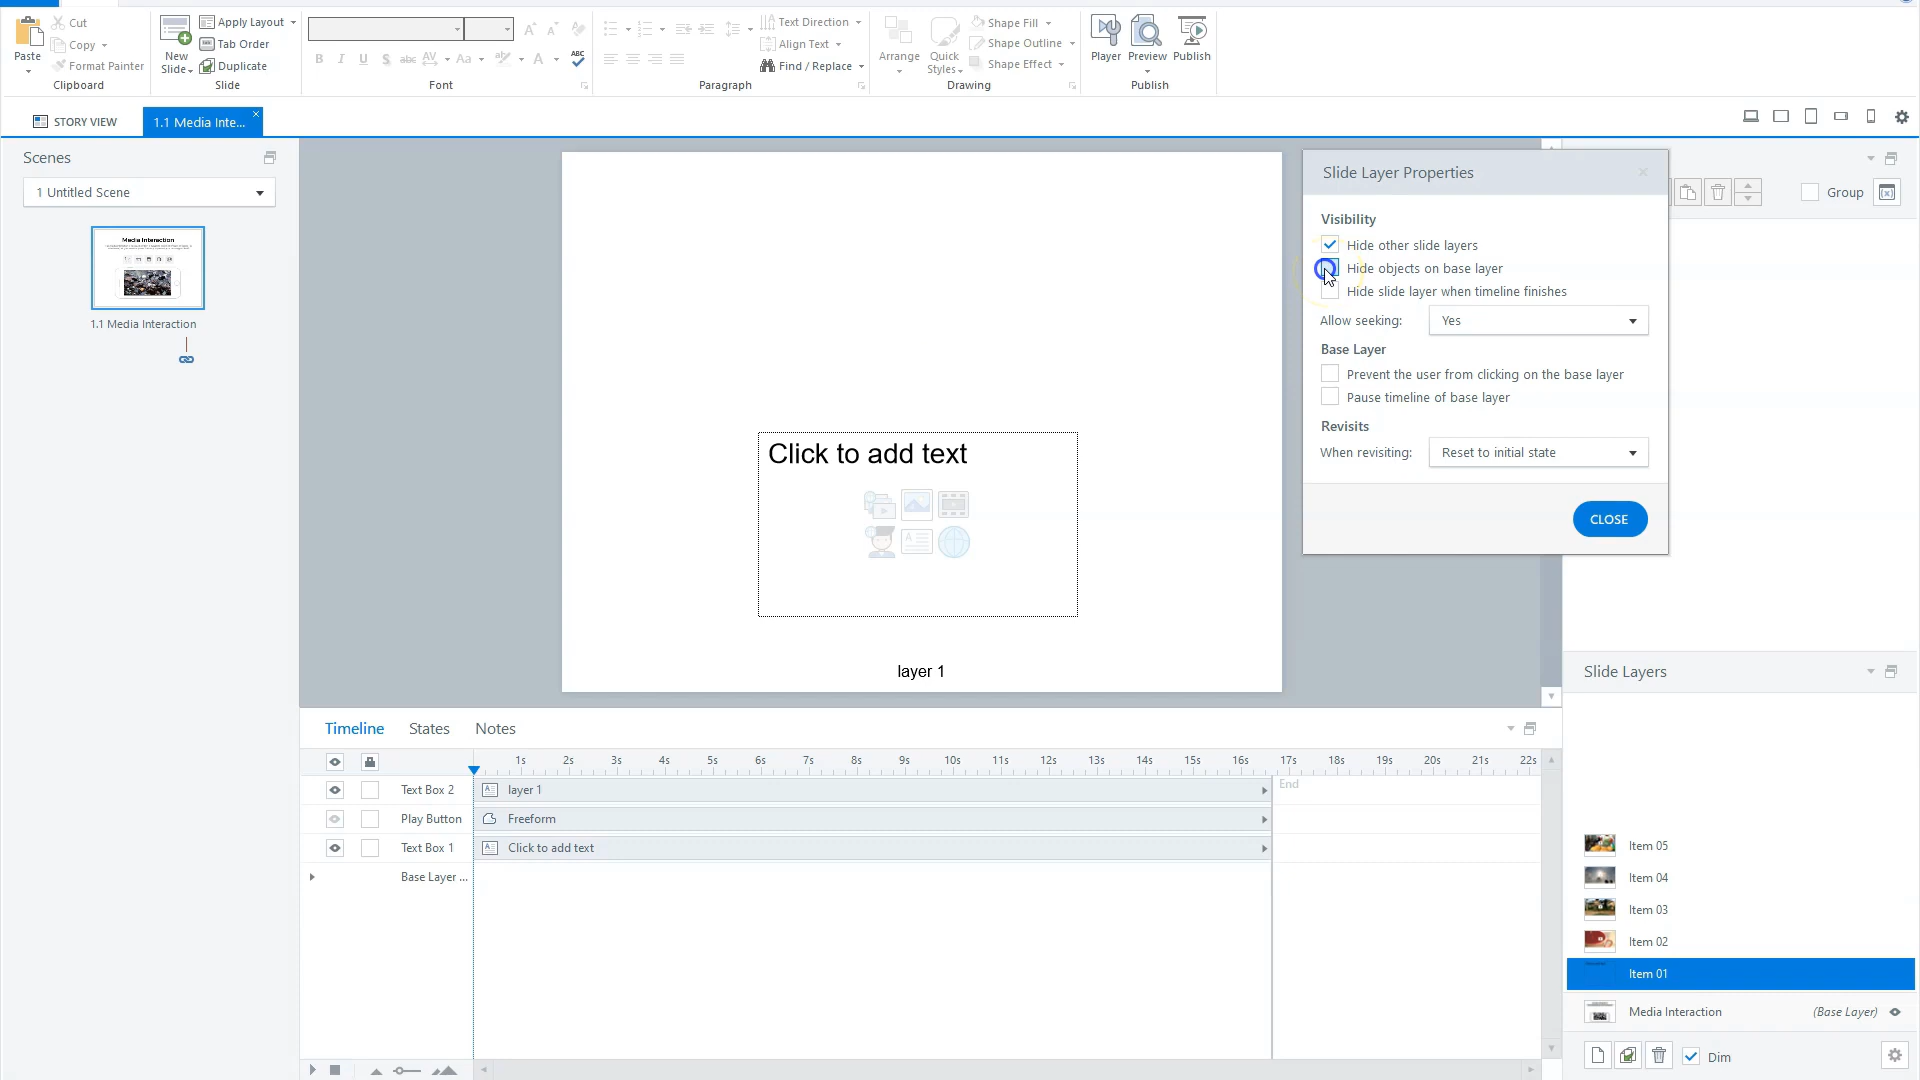 Paste
Cut
Copy
Format Painter
Clipboard
New
Slide
Apply Layout
Tab Order
Duplicate
Slide
B I U S abc AV Aa A ABC
Font
Text Direction
Align Text
Find / Replace
Paragraph
Arrange
Quick
Styles
Shape Fill
Shape Outline
Shape Effect
Drawing
Player
Preview
Publish
Publish
STORY VIEW
1.1 Media Inte...
Scenes
1 Untitled Scene
Media Interaction
1.1 Media Interaction
Click to add text
layer 1
Slide Layer Properties
Visibility
Hide other slide layers
Hide objects on base layer
Hide slide layer when timeline finishes
Allow seeking: Yes
Base Layer
Prevent the user from clicking on the base layer
Pause timeline of base layer
Revisits
When revisiting: Reset to initial state
CLOSE
Group
Timeline States Notes
1s 2s 3s 4s 5s 6s 7s 8s 9s 10s 11s 12s 13s 14s 15s 16s 17s 18s 19s 20s 21s 22s
Text Box 2 layer 1 End
Play Button Freeform
Text Box 1 Click to add text
Base Layer ...
Slide Layers
Item 05
Item 04
Item 03
Item 02
Item 01
Media Interaction (Base Layer)
Dim